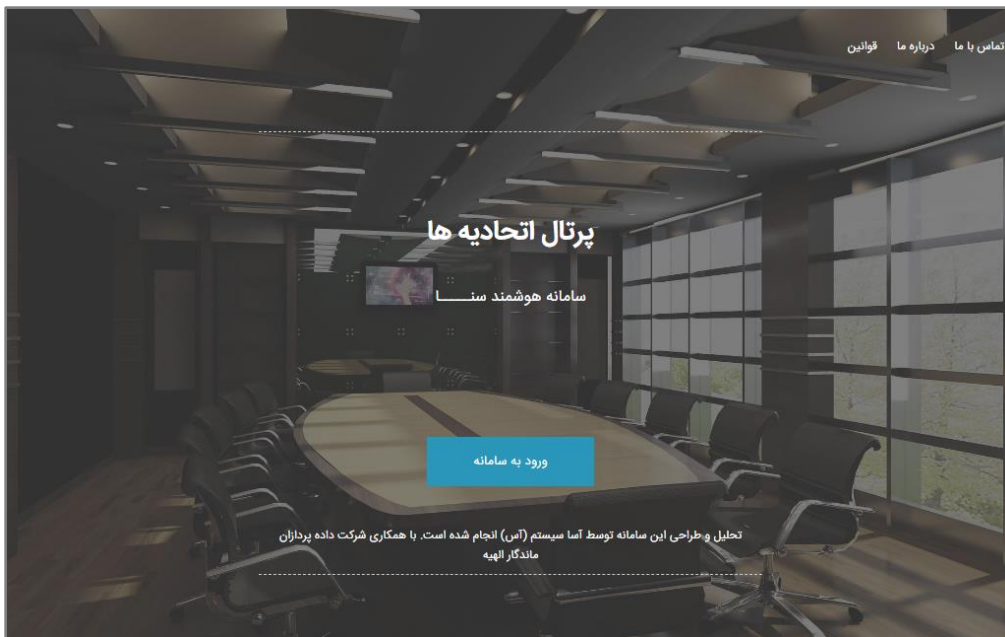 تماس با ما درباره ما قوانین
پرتال اتحادیه ها
سامانه هوشمند سنـــــا
ورود به سامانه
تحلیل و طراحی این سامانه توسط آسا سیستم (آس) انجام شده است. با همکاری شرکت داده پردازان
ماندگار الهیه